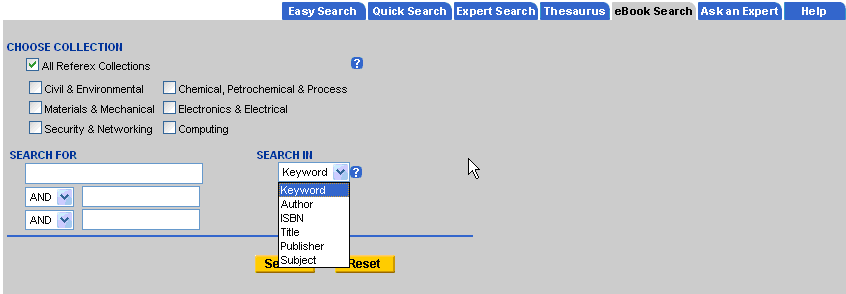 Easy Search Quick Search Expert Search Thesaurus eBook Search Ask an Expert Help
CHOOSE COLLECTION
All Referex Collections ?
Civil & Environmental Chemical, Petrochemical & Process
Materials & Mechanical Electronics & Electrical
Security & Networking Computing
SEARCH FOR SEARCH IN
Keyword ?
AND Keyword
Author
AND ISBN
Title
Publisher
Subject
Reset